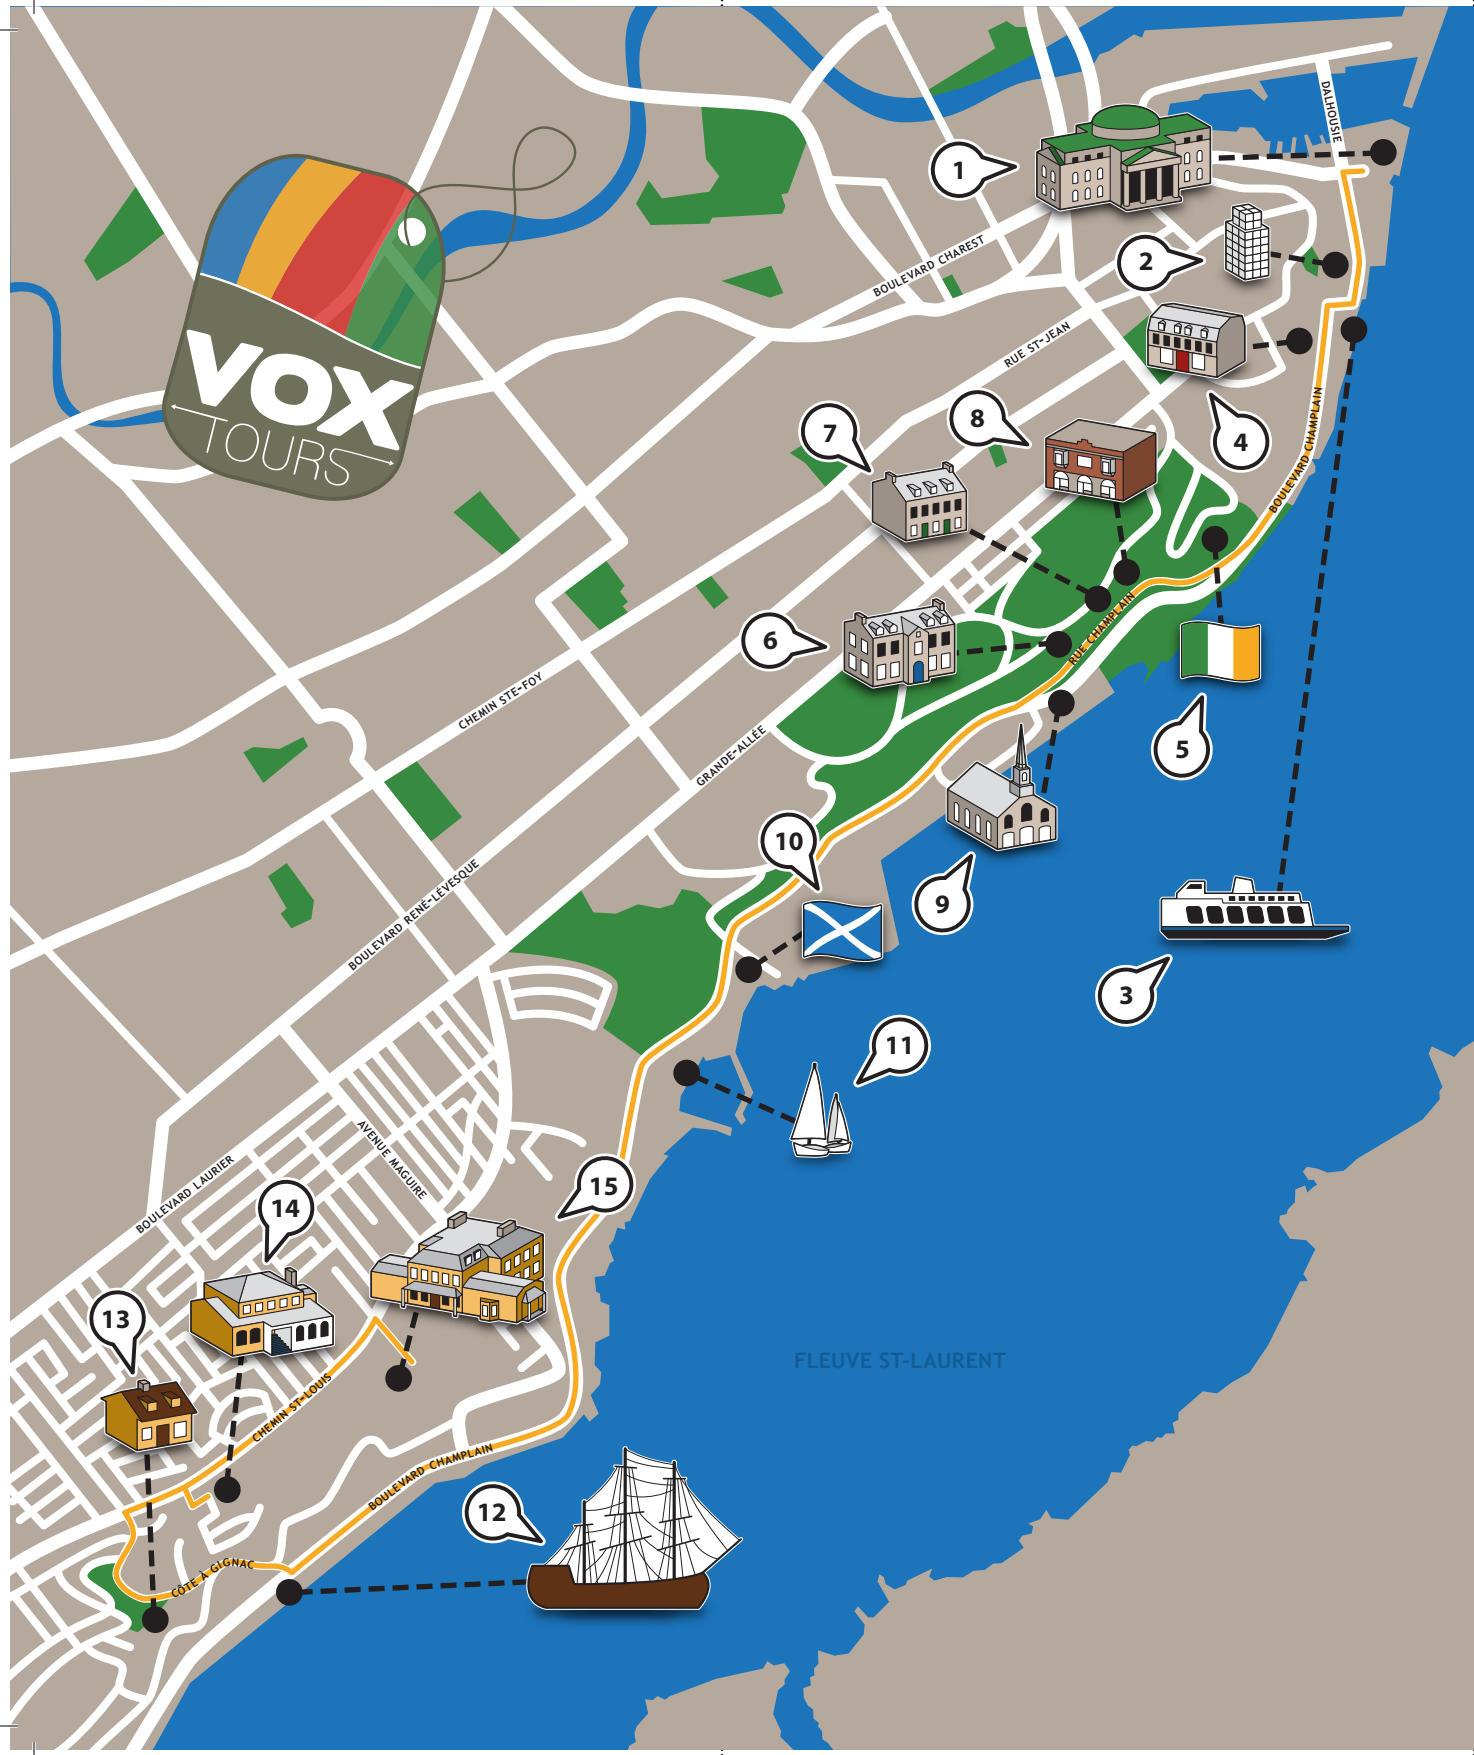 DALHOUSIE
1
BOULEVARD CHAREST
2
RUE ST-JEAN
VOX
TOURS
8
7
4
BOULEVARD CHAMPLAIN
RUE CHAMPLAIN
6
CHEMIN STE-FOY
GRANDE-ALLÉE
5
10
9
BOULEVARD RENÉ-LÉVESQUE
3
11
AVENUE MAGUIRE
BOULEVARD LAURIER
15
14
13
FLEUVE ST-LAURENT
CHEMIN ST-LOUIS
BOULEVARD CHAMPLAIN
12
CÔTE À GIGNAC